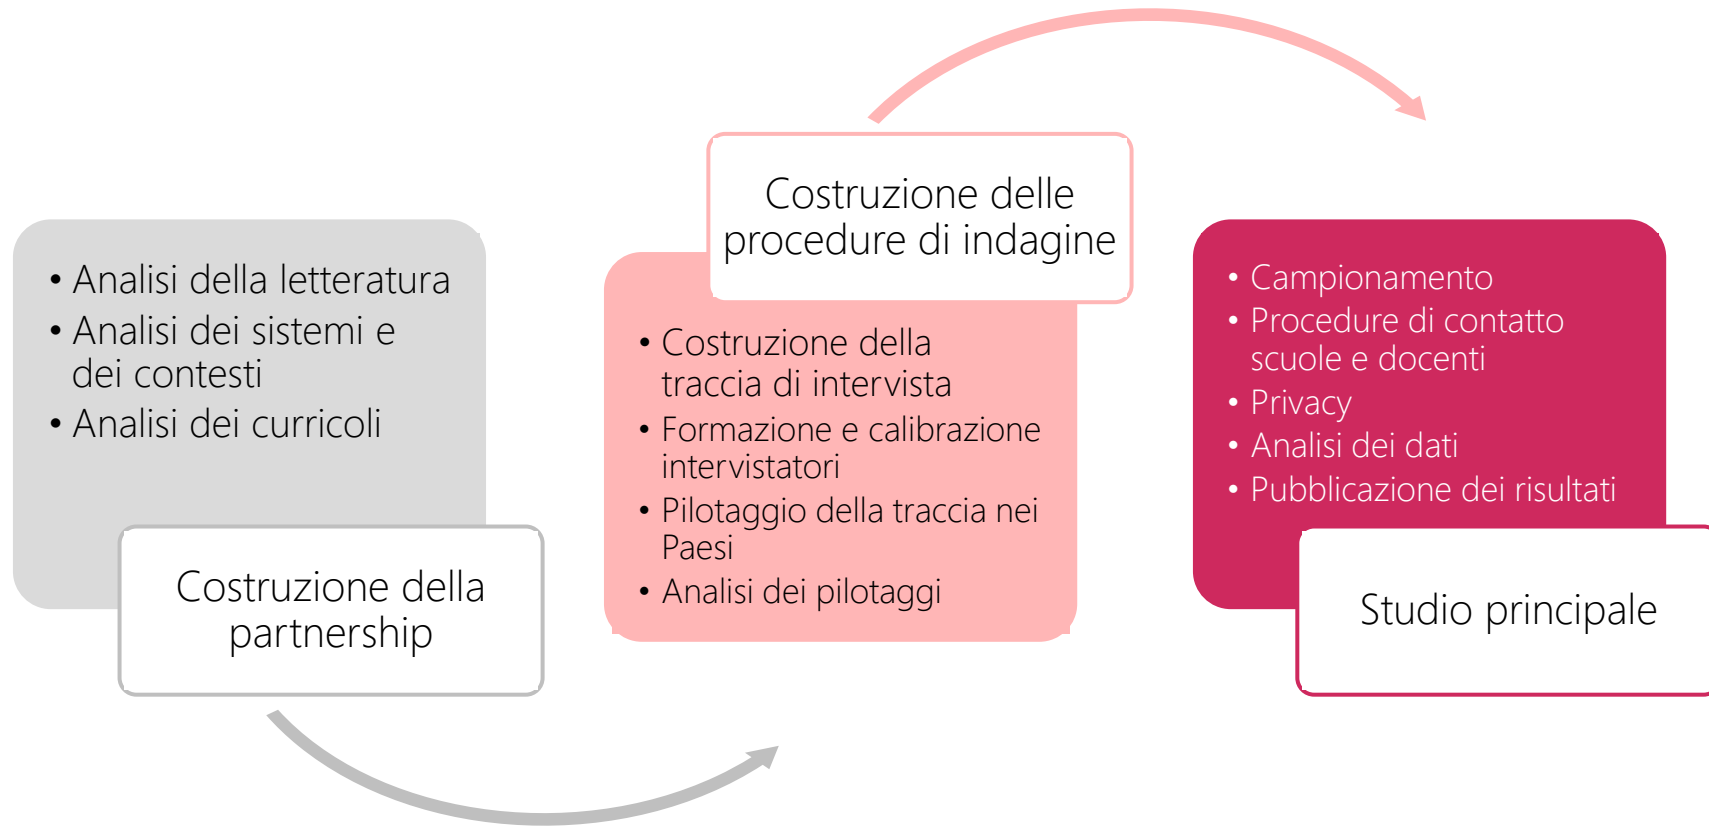 • Analisi della letteratura
• Analisi dei sistemi e
dei contesti
• Analisi dei curricoli
Costruzione della
partnership
Costruzione delle
procedure di indagine
• Costruzione della
traccia di intervista
• Formazione e calibrazione
intervistatori
• Pilotaggio della traccia nei
Paesi
• Analisi dei pilotaggi
• Campionamento
• Procedure di contatto
scuole e docenti
• Privacy
• Analisi dei dati
• Pubblicazione dei risultati
Studio principale